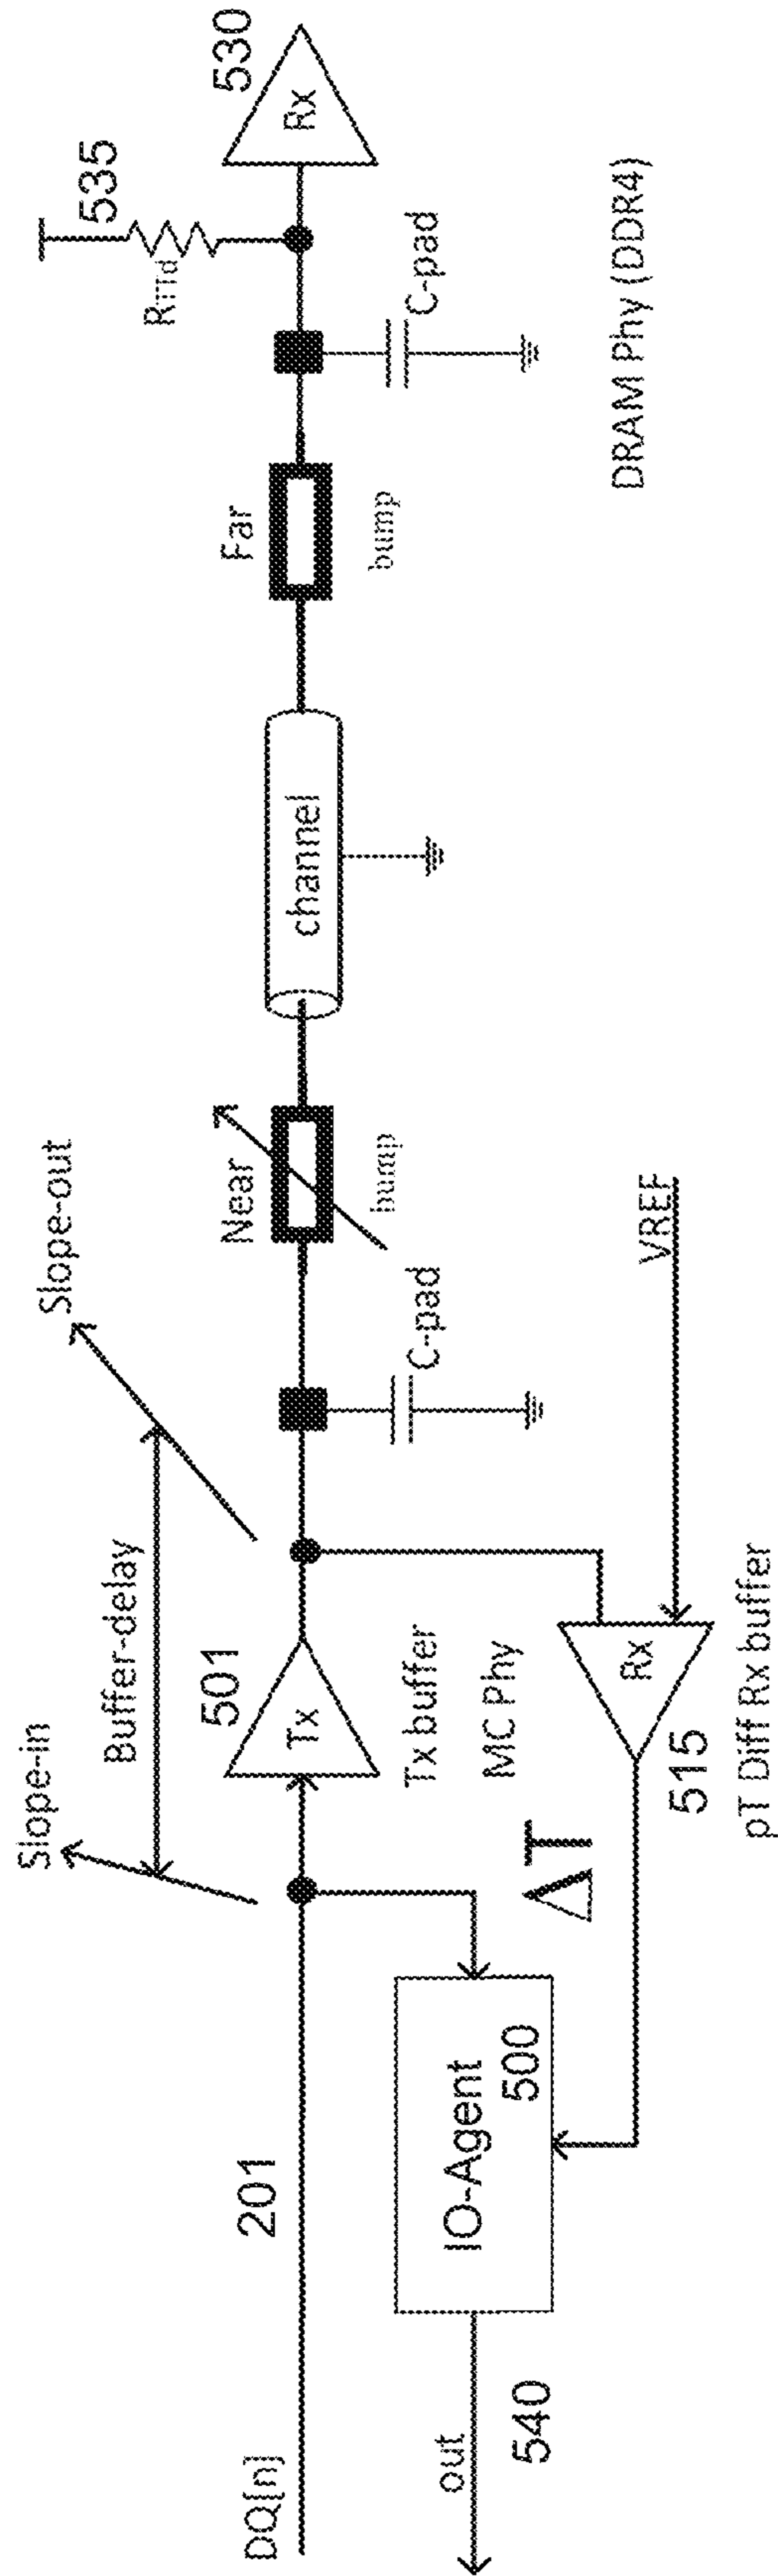 Slope-in
Slope-out
Buffer-delay
535
RTTd
530
DQ[n]
201
501
Tx
Near
bump
channel
Far
bump
Rx
C-pad
C-pad
Tx buffer
MC Phy
DRAM Phy (DDR4)
IO-Agent
500
ΔT
out
540
Rx
VREF
515
pT Diff Rx buffer